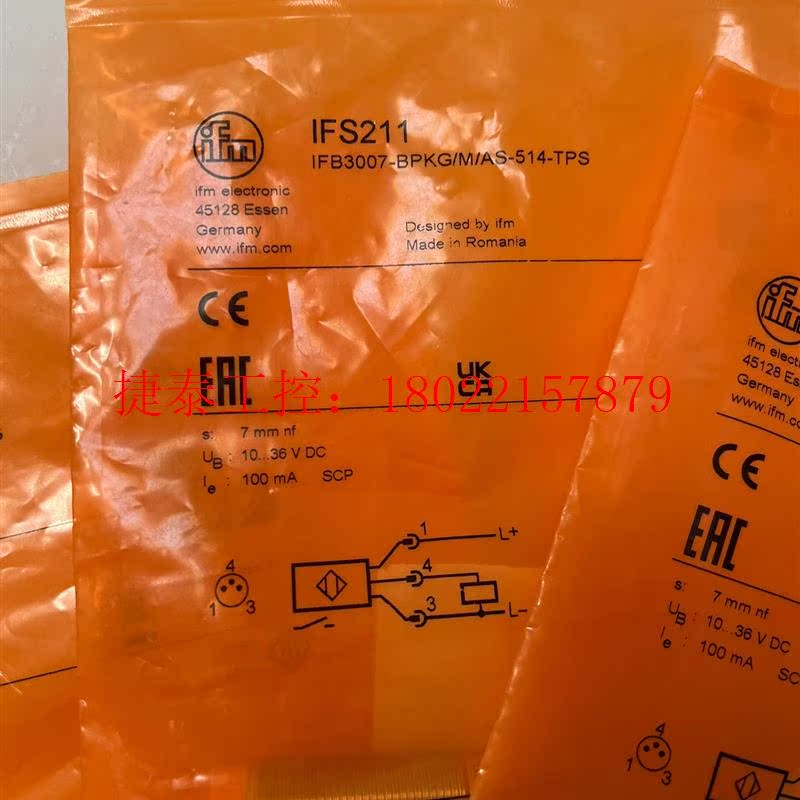 ifm
IFS211
IFB3007-BPKG/M/AS-514-TPS
ifm electronic
45128 Essen
Germany
www.ifm.com
Designed by ifm
Made in Romania
CE
EAC
UK
CA
捷泰工控：18022157879
s: 7 mm nf
UB : 10...36 V DC
Ie : 100 mA SCP
1 L+
4
3 L-
4
1 3
ifm
ifm electronic
45128 Essen
Germany
www.ifm.com
CE
EAC
s: 7 mm nf
UB : 10...36 V DC
Ie : 100 mA
4
1 3